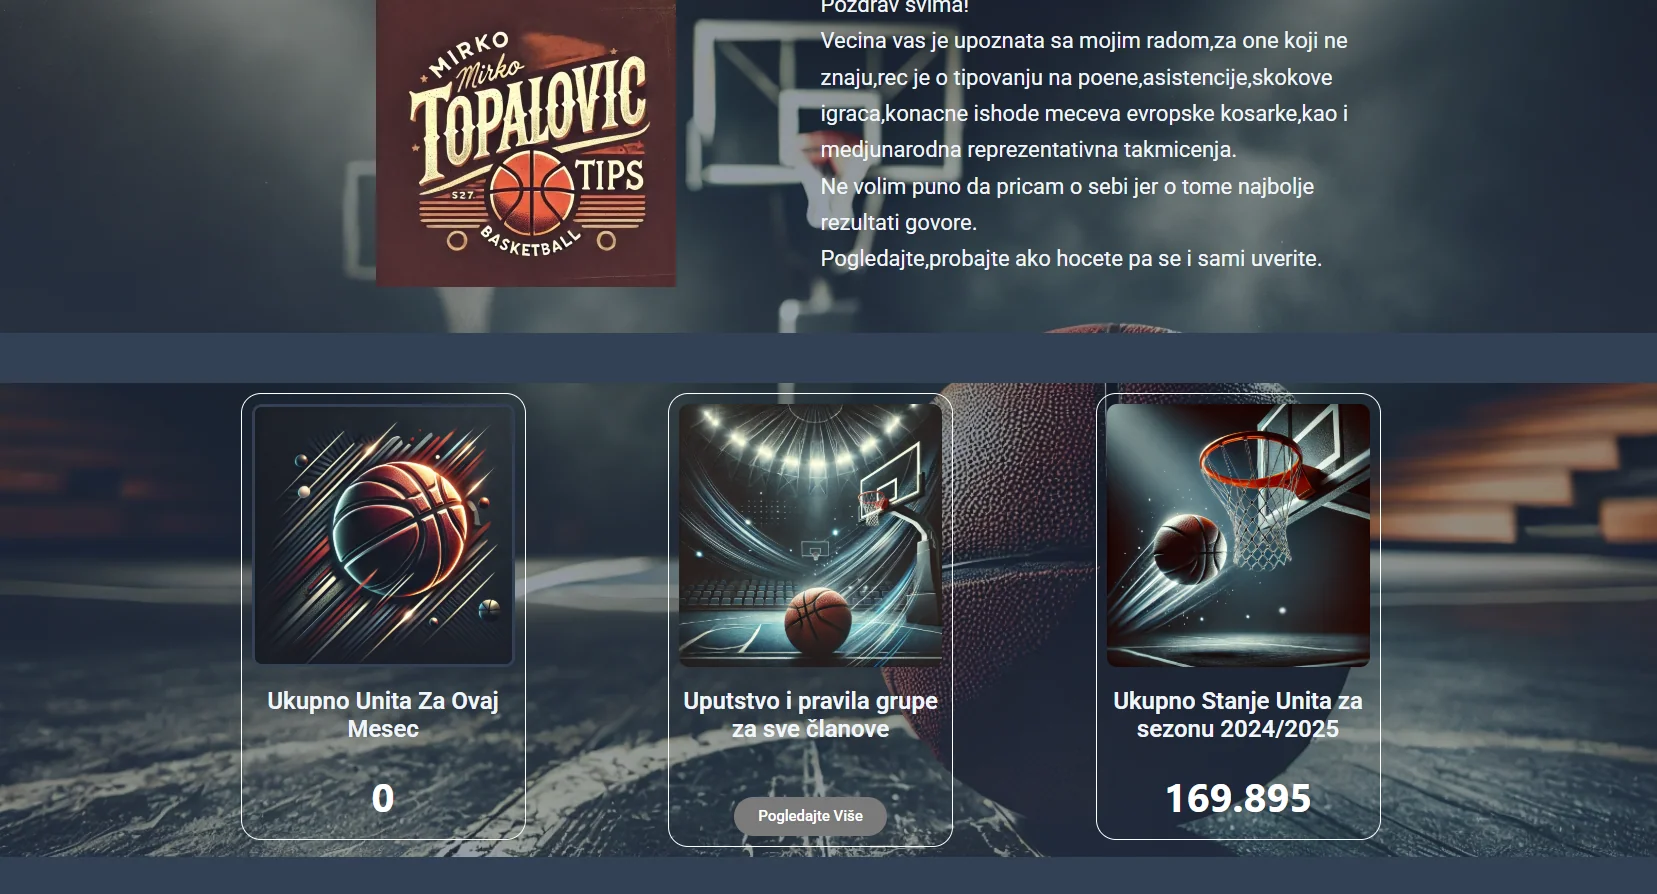 Pozdrav svima!
Vecina vas je upoznata sa mojim radom,za one koji ne
znaju,rec je o tipovanju na poene,asistencije,skokove
igraca,konacne ishode meceva evropske kosarke,kao i
medjunarodna reprezentativna takmicenja.
Ne volim puno da pricam o sebi jer o tome najbolje
rezultati govore.
Pogledajte,probajte ako hocete pa se i sami uverite.
MIRKO
Mirko
TOPALOVIC
TIPS
S27.
BASKETBALL
Ukupno Unita Za Ovaj
Mesec
0
Uputstvo i pravila grupe
za sve članove
Pogledajte Više
Ukupno Stanje Unita za
sezonu 2024/2025
169.895